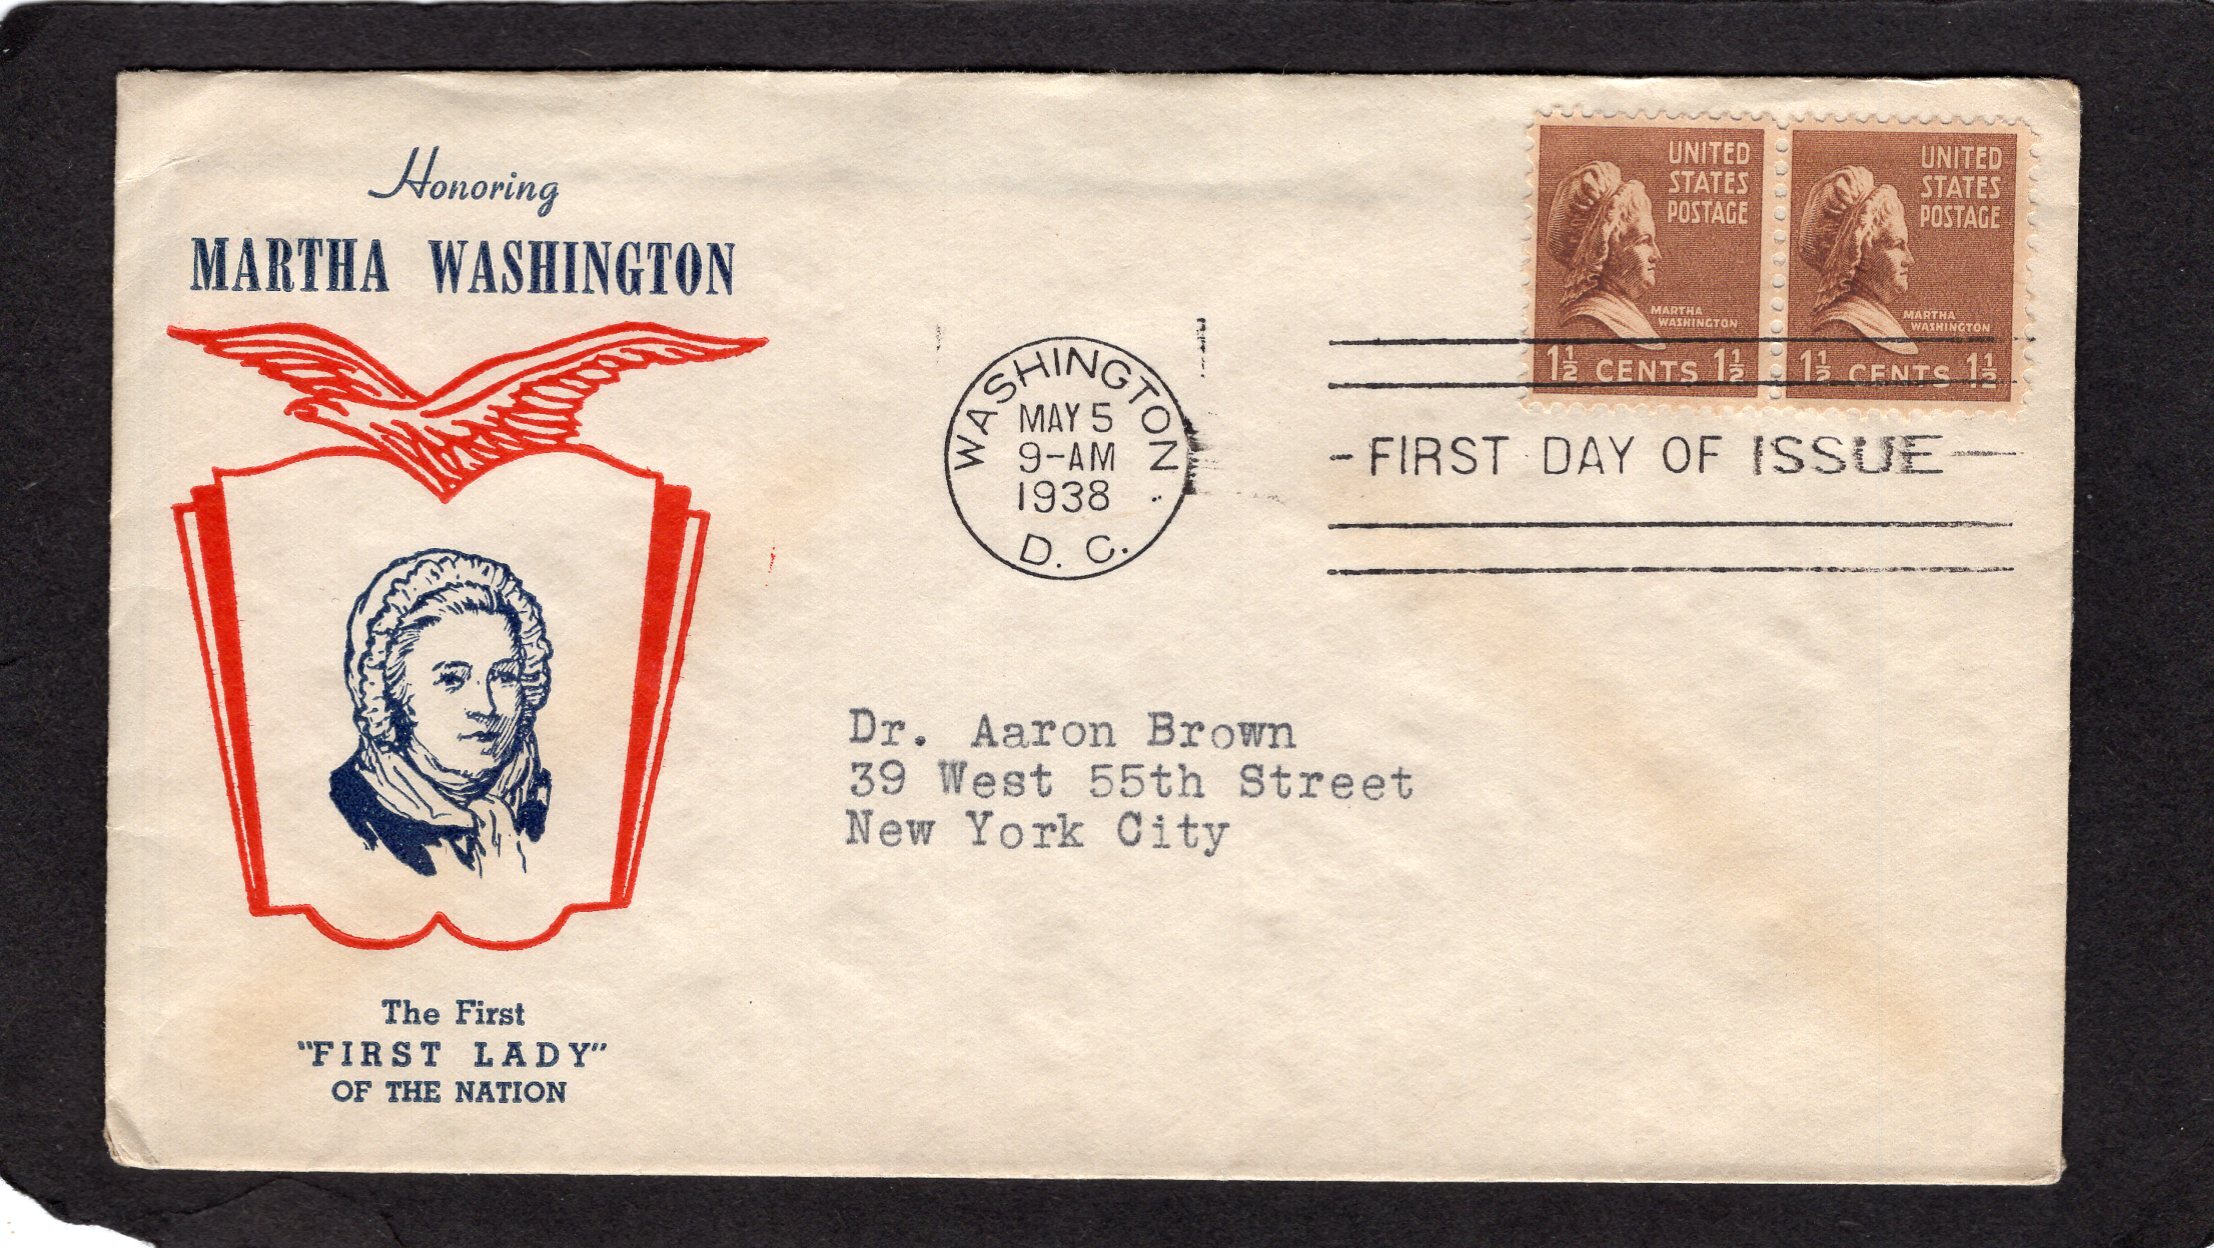 Honoring
MARTHA WASHINGTON
The First
"FIRST LADY"
OF THE NATION
WASHINGTON
MAY 5
9-AM
1938
D. C.
UNITED
STATES
POSTAGE
MARTHA
WASHINGTON
1½ CENTS 1½
UNITED
STATES
POSTAGE
MARTHA
WASHINGTON
1½ CENTS 1½
-FIRST DAY OF ISSUE-
Dr. Aaron Brown
39 West 55th Street
New York City